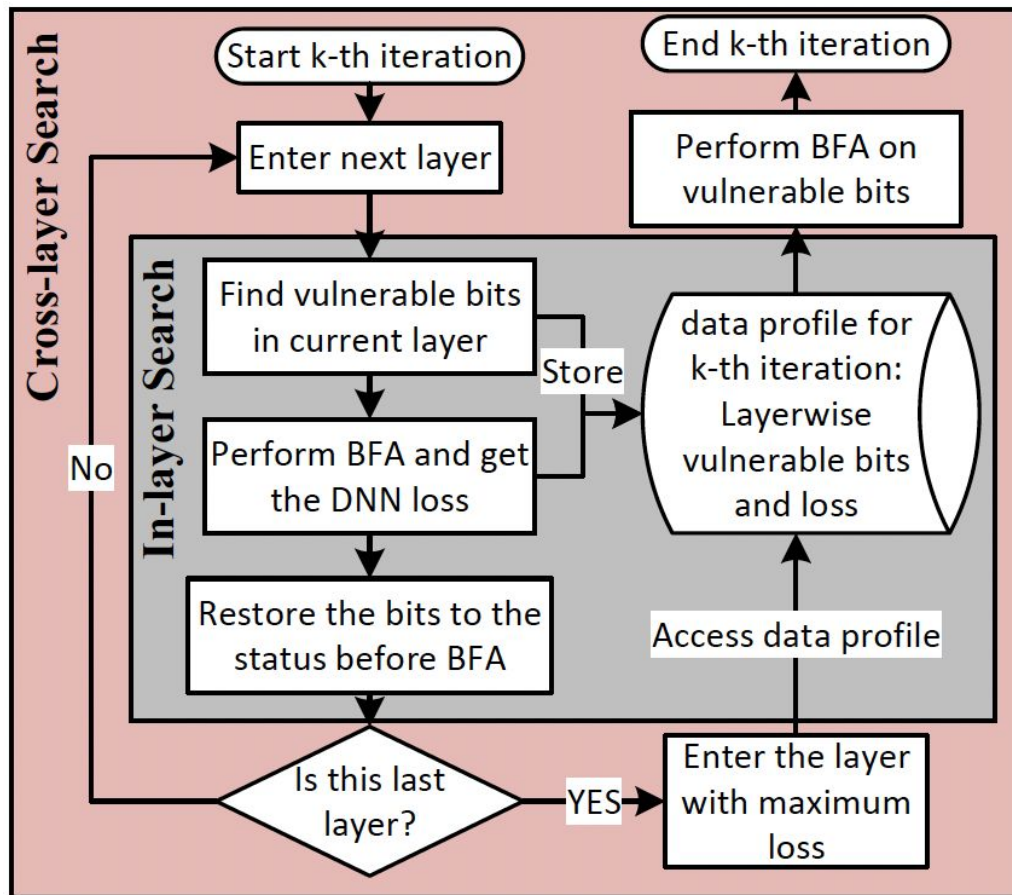 Cross-layer Search
Start k-th iteration
Enter next layer
In-layer Search
Find vulnerable bits
in current layer
Store
Perform BFA and get
the DNN loss
Restore the bits to the
status before BFA
Is this last
layer?
No
YES
Enter the layer
with maximum
loss
Access data profile
data profile for
k-th iteration:
Layerwise
vulnerable bits
and loss
Perform BFA on
vulnerable bits
End k-th iteration